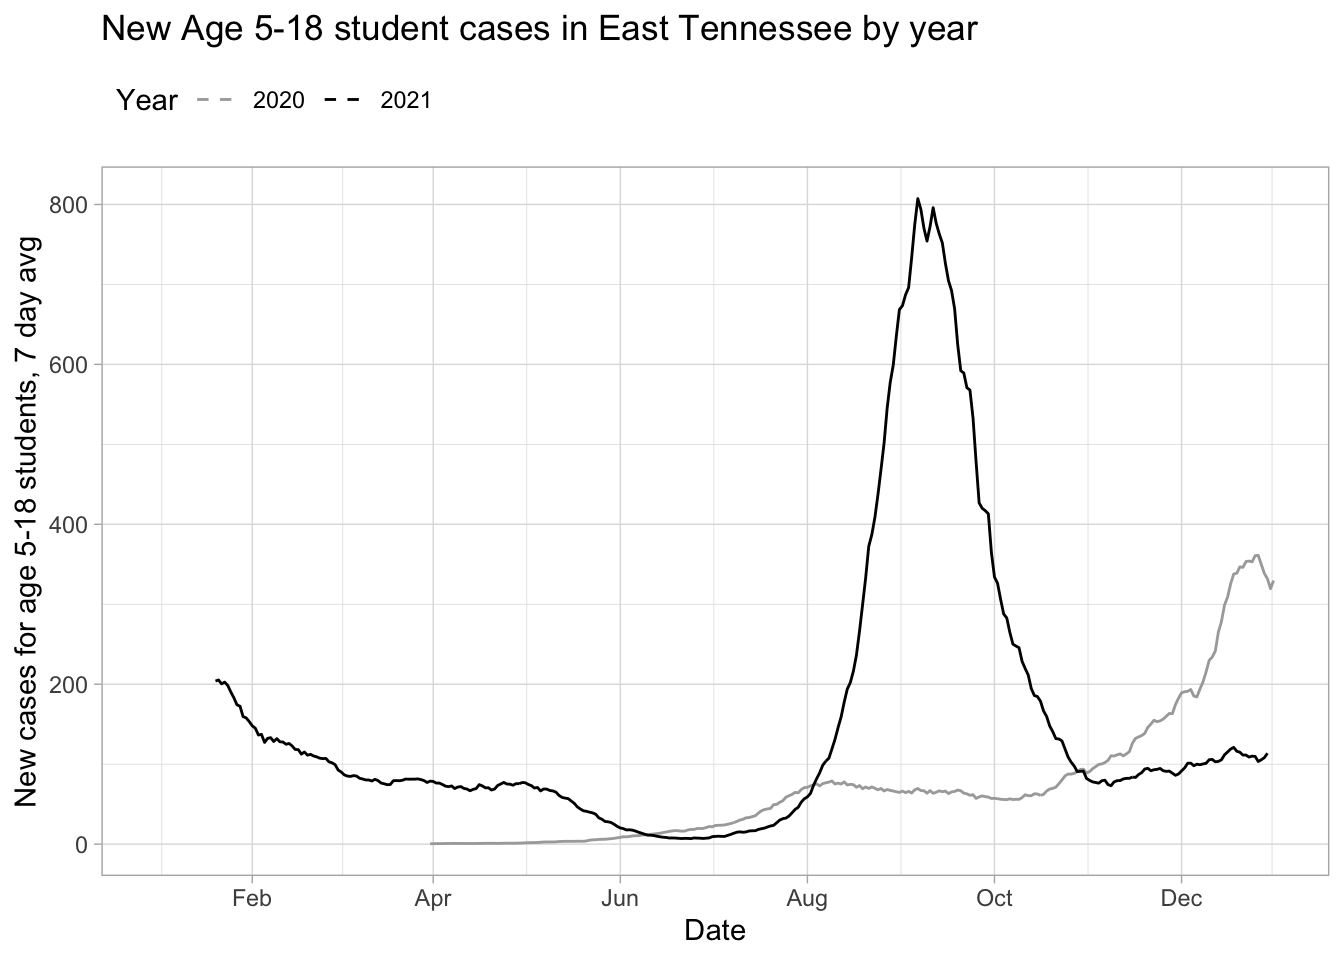 New Age 5-18 student cases in East Tennessee by year
Year 2020 2021
New cases for age 5-18 students, 7 day avg
800
600
400
200
0
Feb Apr Jun Aug Oct Dec
Date